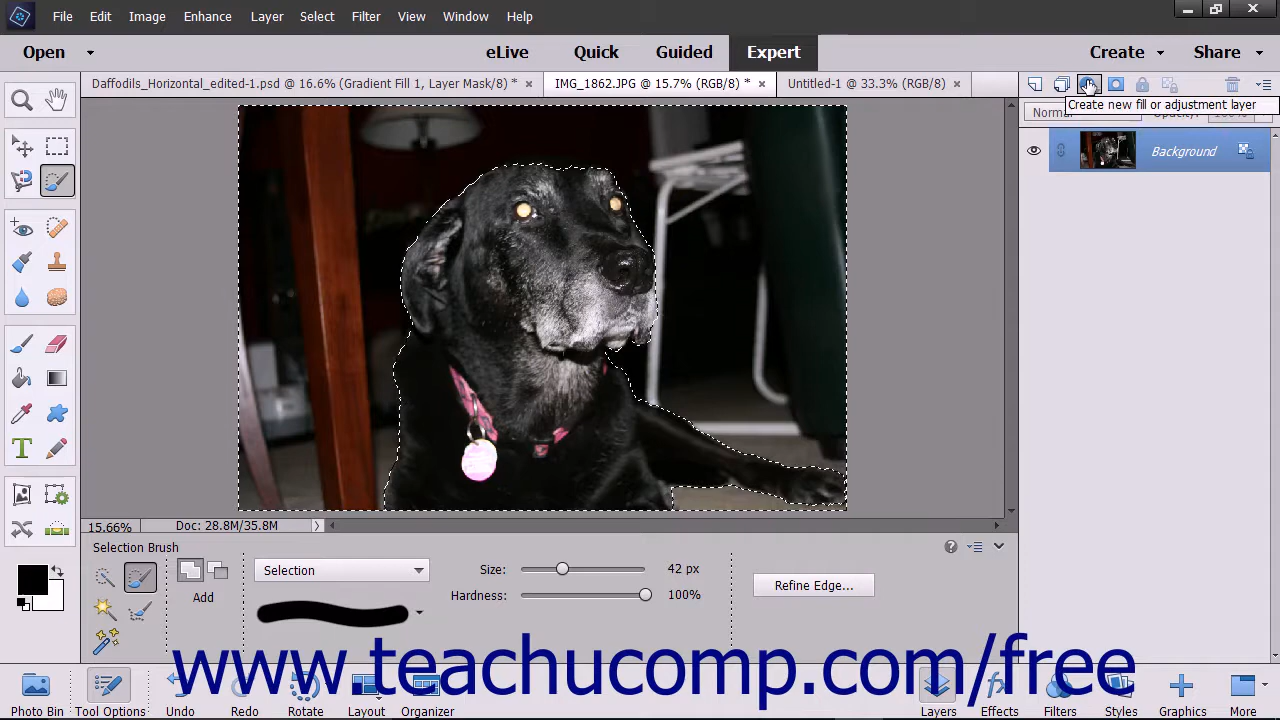 File Edit Image Enhance Layer Select Filter View Window Help
Open eLive Quick Guided Expert Create Share
Daffodils_Horizontal_edited-1.psd @ 16.6% (Gradient Fill 1, Layer Mask/8) * IMG_1862.JPG @ 15.7% (RGB/8) * Untitled-1 @ 33.3% (RGB/8)
Create new fill or adjustment layer
Normal Opacity: 100%
Background
15.66% Doc: 28.8M/35.8M
Selection Brush
Selection Size: 42 px
Add Hardness: 100%
Refine Edge...
www.teachucomp.com/free
Photo Bin Tool Options Undo Redo Rotate Layout Organizer Layers Effects Filters Styles Graphics More